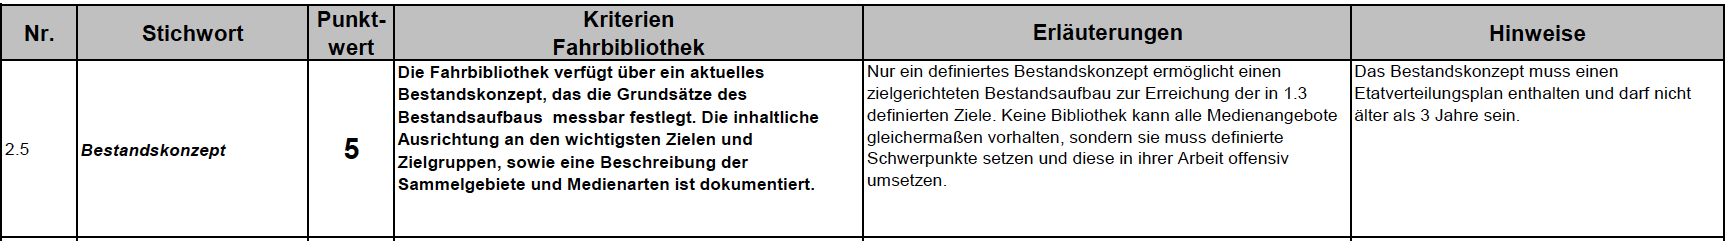 Nr.
Stichwort
Punkt-
wert
Kriterien
Fahrbibliothek
Erläuterungen
Hinweise
2.5
Bestandskonzept
5
Die Fahrbibliothek verfügt über ein aktuelles
Bestandskonzept, das die Grundsätze des
Bestandsaufbaus  messbar festlegt. Die inhaltliche
Ausrichtung an den wichtigsten Zielen und
Zielgruppen, sowie eine Beschreibung der
Sammelgebiete und Medienarten ist dokumentiert.
Nur ein definiertes Bestandskonzept ermöglicht einen
zielgerichteten Bestandsaufbau zur Erreichung der in 1.3
definierten Ziele. Keine Bibliothek kann alle Medienangebote
gleichermaßen vorhalten, sondern sie muss definierte
Schwerpunkte setzen und diese in ihrer Arbeit offensiv
umsetzen.
Das Bestandskonzept muss einen
Etatverteilungsplan enthalten und darf nicht
älter als 3 Jahre sein.